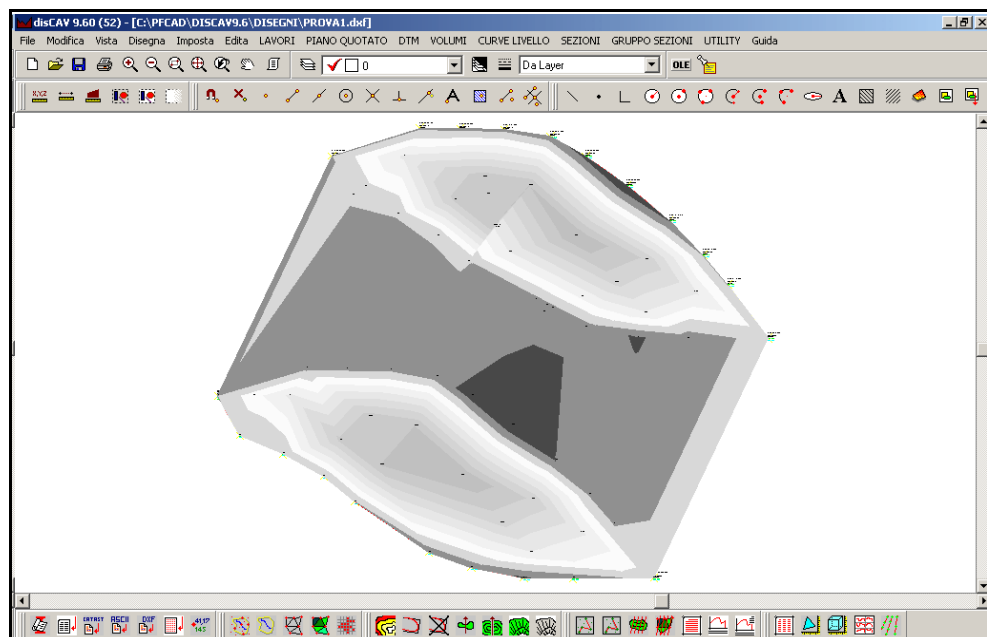 disCAV 9.60 (52) - [C:\PFCAD\DISCAV9.6\DISEGNI\PROVA1.dxf]
File Modifica Vista Disegna Imposta Edita LAVORI PIANO QUOTATO DTM VOLUMI CURVE LIVELLO SEZIONI GRUPPO SEZIONI UTILITY Guida
0 Da Layer OLE
X,Y,Z A A
CATAST ASCII DXF